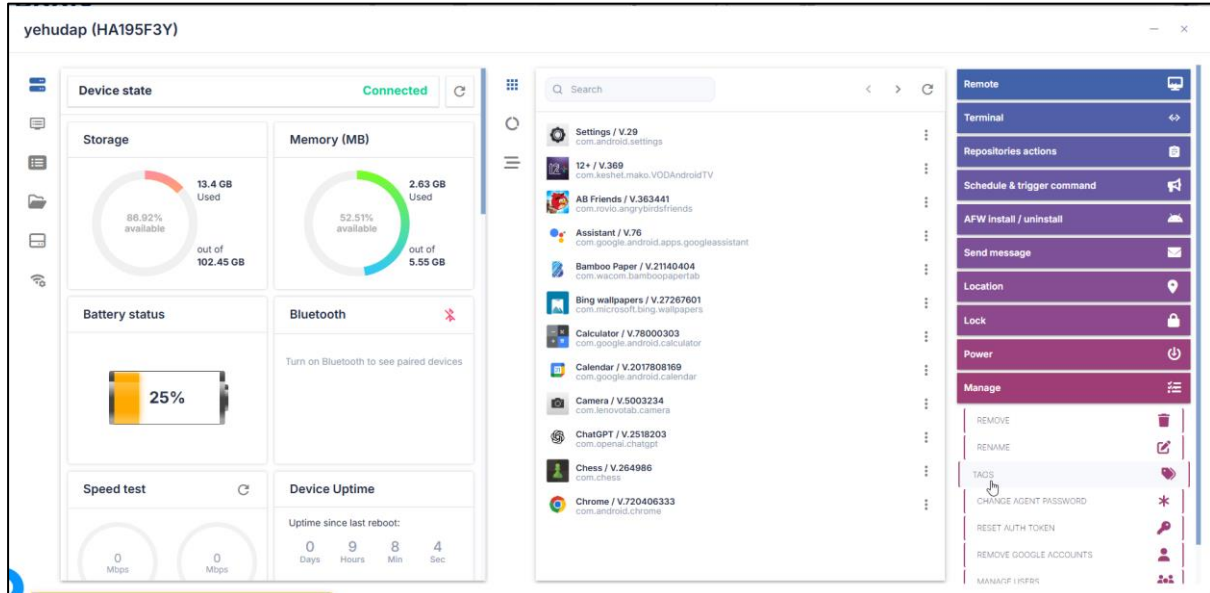 yehudap (HA195F3Y)
Device state
Connected
Storage
13.4 GB
Used
86.92%
available
out of
102.45 GB
Memory (MB)
2.63 GB
Used
52.51%
available
out of
5.55 GB
Battery status
25%
Bluetooth
Turn on Bluetooth to see paired devices
Speed test
0
Mbps
0
Mbps
Device Uptime
Uptime since last reboot:
0 9 8 4
Days Hours Min Sec
Search
Settings / V.29
com.android.settings
12+ / V.369
com.keshet.mako.VODAndroidTV
AB Friends / V.363441
com.rovio.angrybirdsfriends
Assistant / V.76
com.google.android.apps.googleassistant
Bamboo Paper / V.21140404
com.wacom.bamboopapertab
Bing wallpapers / V.27267601
com.microsoft.bing.wallpapers
Calculator / V.78000303
com.google.android.calculator
Calendar / V.2017808169
com.google.android.calendar
Camera / V.5003234
com.lenovotab.camera
ChatGPT / V.2518203
com.openai.chatgpt
Chess / V.264986
com.chess
Chrome / V.720406333
com.android.chrome
Remote
Terminal
Repositories actions
Schedule & trigger command
AFW install / uninstall
Send message
Location
Lock
Power
Manage
REMOVE
RENAME
TAGS
CHANGE AGENT PASSWORD
RESET AUTH TOKEN
REMOVE GOOGLE ACCOUNTS
MANAGE USERS